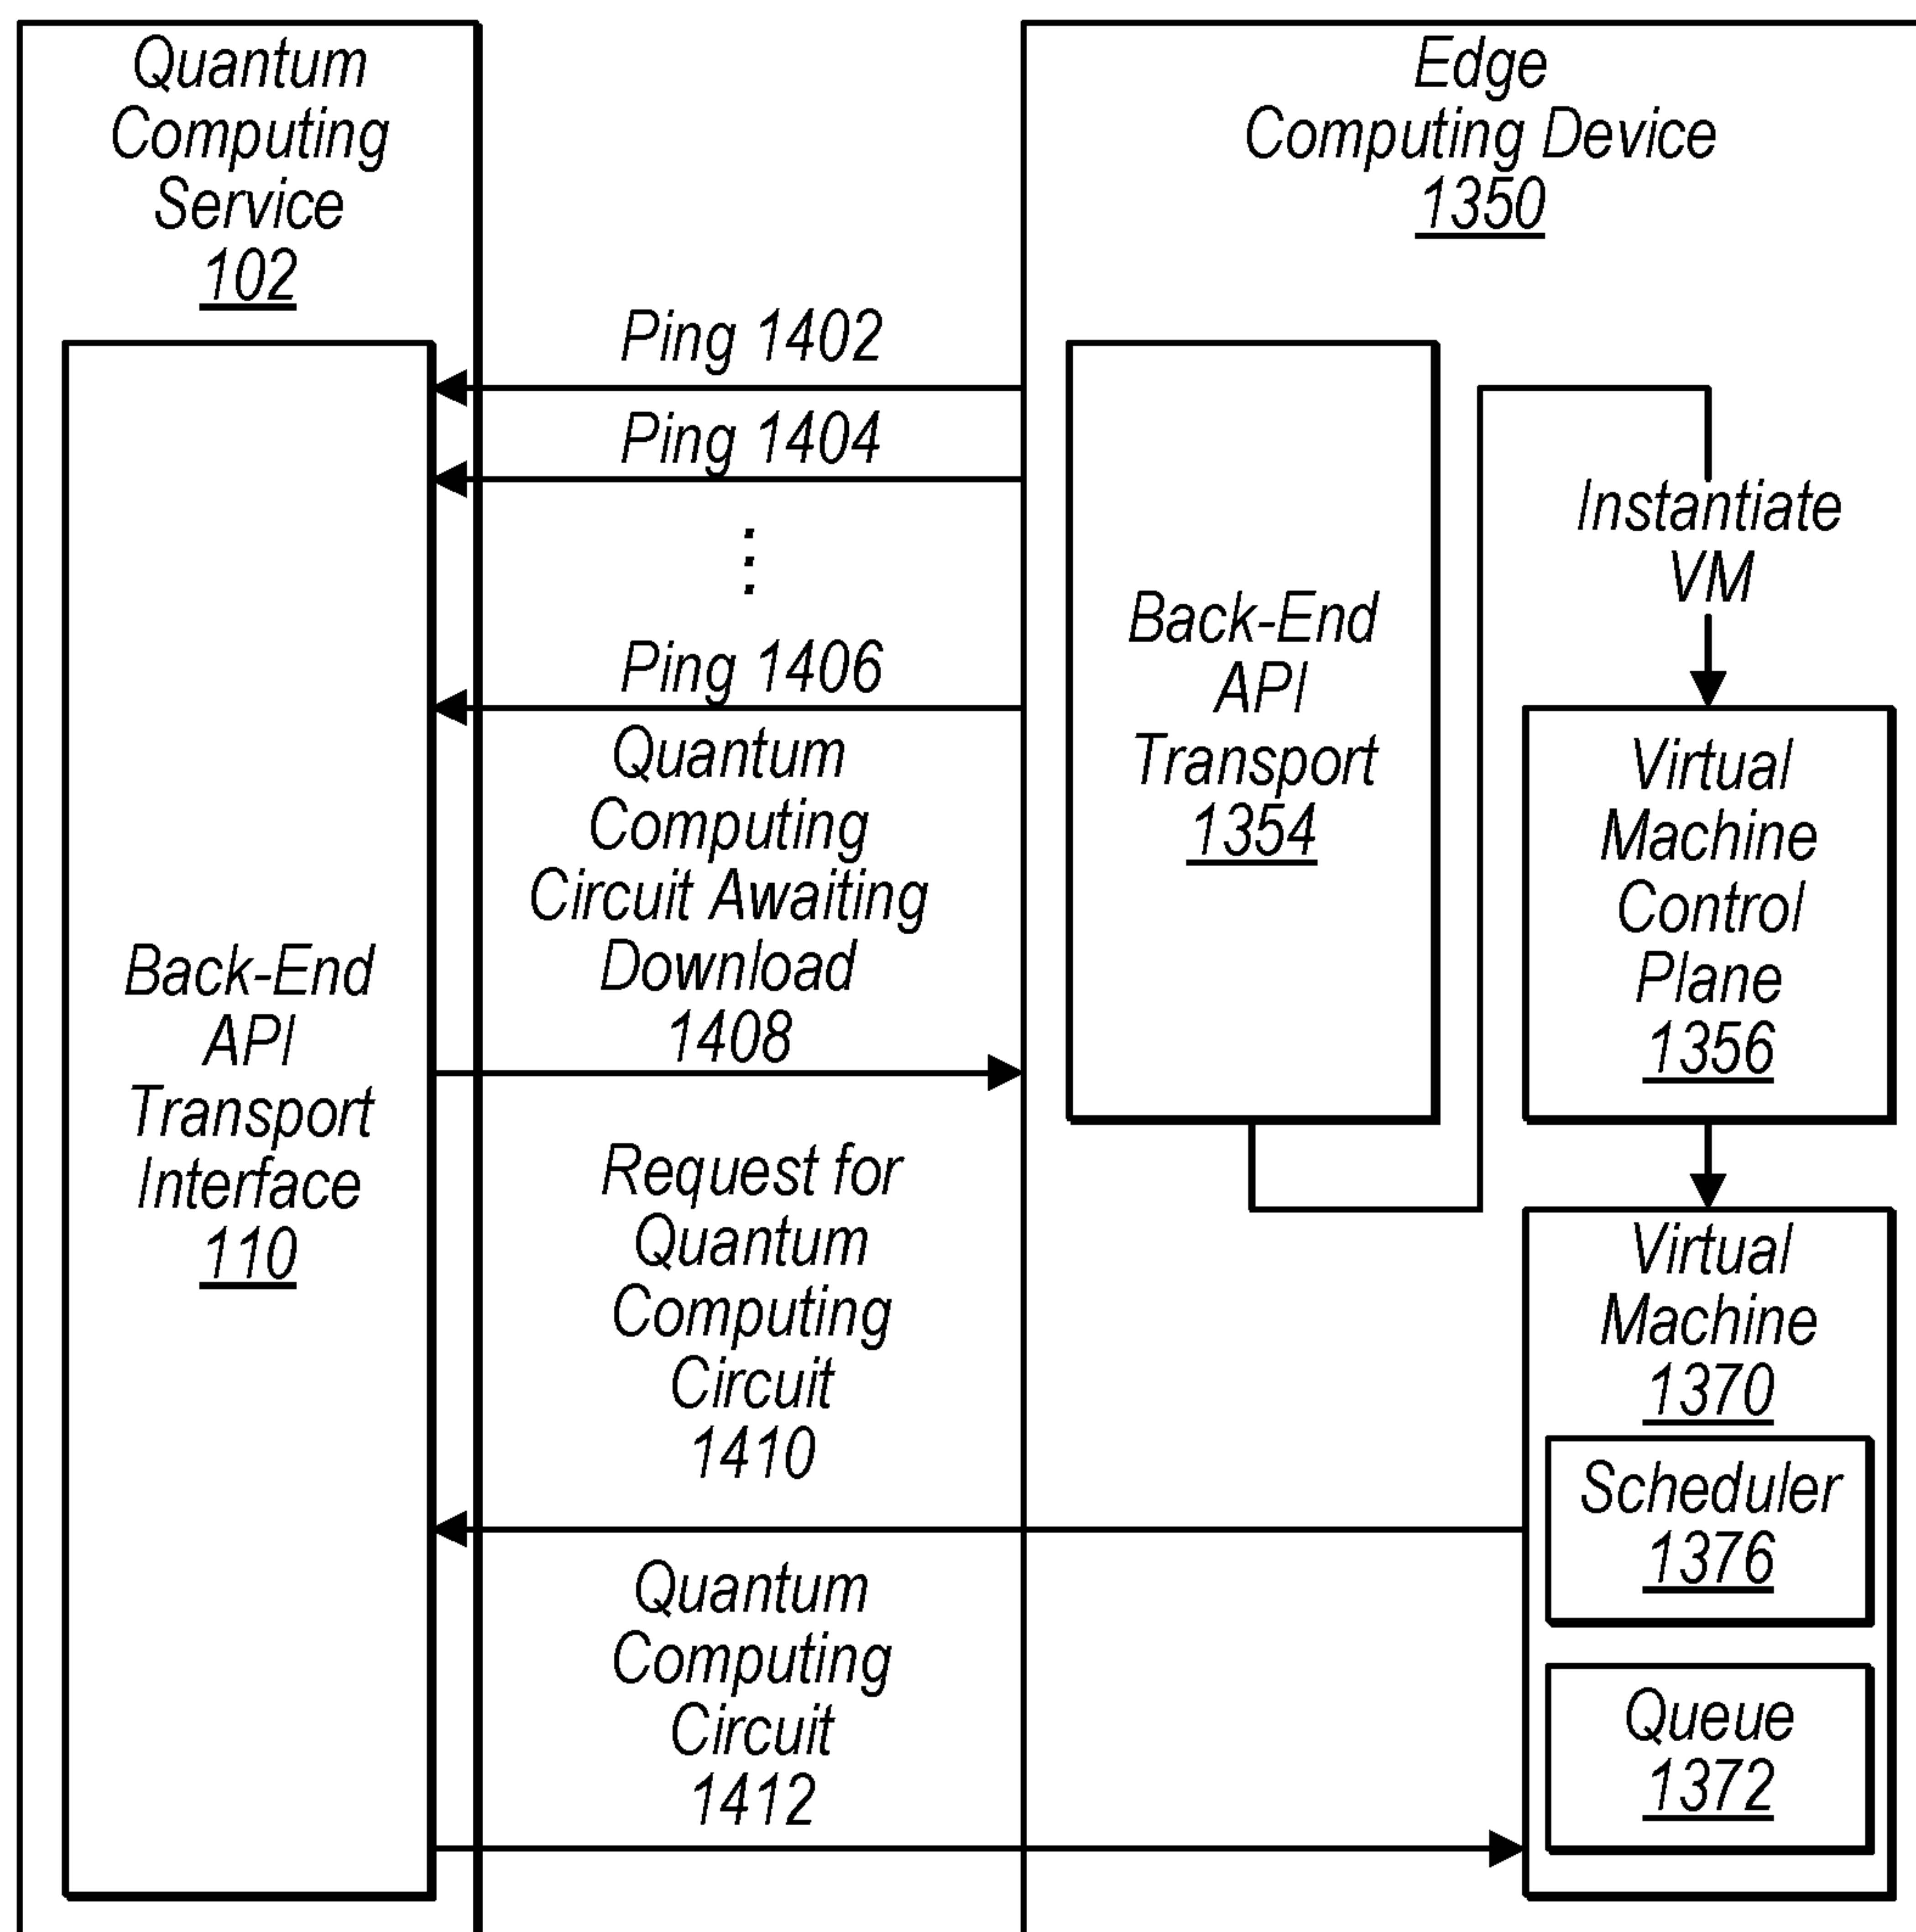 Quantum
Computing
Service
102
Edge
Computing Device
1350
Ping 1402
Ping 1404
Ping 1406
Quantum
Computing
Circuit Awaiting
Download
1408
Request for
Quantum
Computing
Circuit
1410
Quantum
Computing
Circuit
1412
Back-End
API
Transport
Interface
110
Back-End
API
Transport
1354
Instantiate
VM
Virtual
Machine
Control
Plane
1356
Virtual
Machine
1370
Scheduler
1376
Queue
1372